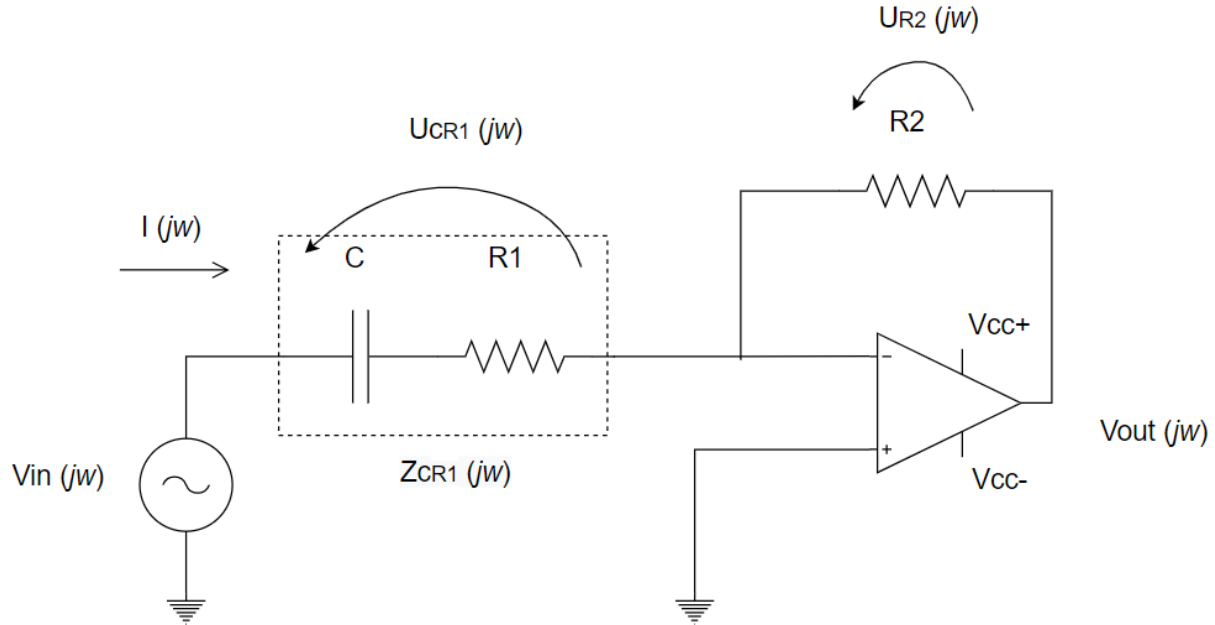 UR2 (jw)
R2
UCR1 (jw)
I (jw)
C
R1
Vcc+
−
+
Vout (jw)
Vin (jw)
ZCR1 (jw)
Vcc-